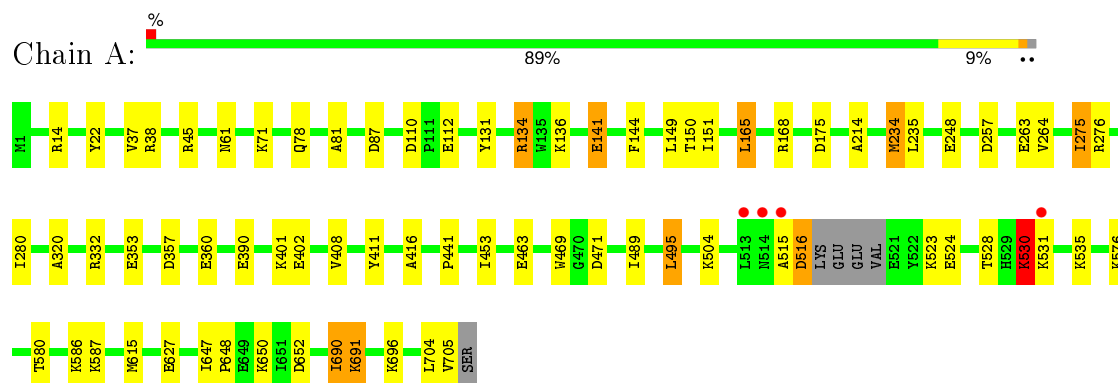 %
Chain A:
89%
9%
••
M1 R14 Y22 V37 R38 R45 N61 K71 Q78 A81 D87 D110 P111 E112 Y131 R134 W135 K136 E141 F144 L149 T150 I151 L165 R168 D175 A214 M234 L235 E248 D257 E263 V264 I275 R276
I280 A320 R332 E353 D357 E360 E390 K401 E402 V408 Y411 A416 P441 I453 E463 W469 G470 D471 I489 L495 K504 L513 N514 A515 D516 LYS GLU GLU VAL E521 Y522 K523 E524 T528 H529 K530 K531 K535 K576
T580 K586 K587 M615 E627 I647 P648 E649 K650 I651 D652 I690 K691 K696 L704 V705 SER